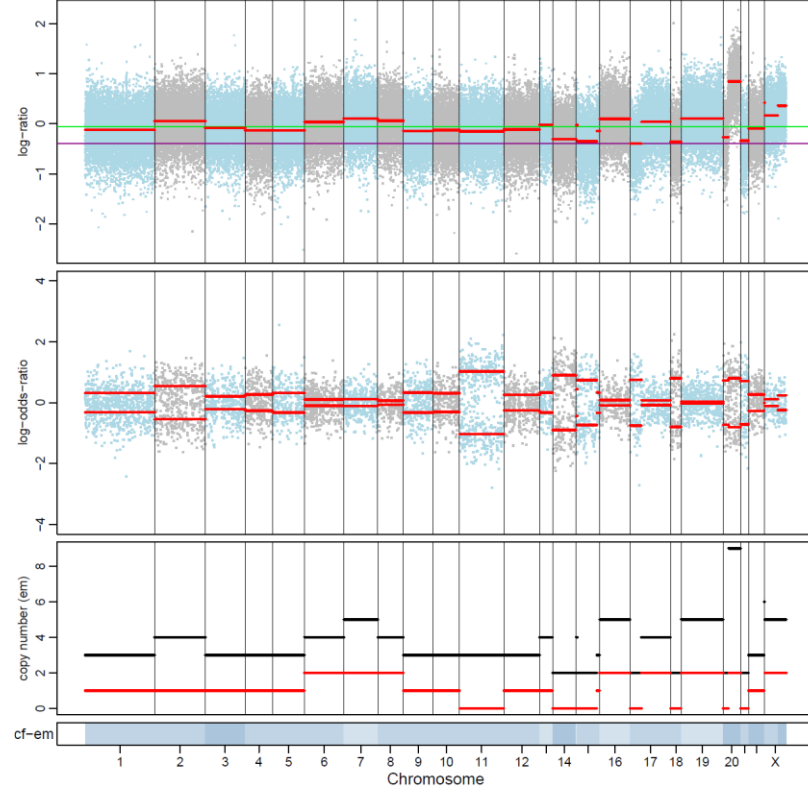 2
1
0
−1
−2
log−ratio
4
2
0
−2
−4
log−odds−ratio
8
6
4
2
0
copy number (em)
cf−em
1 2 3 4 5 6 7 8 9 10 11 12 14 16 17 18 19 20 X
Chromosome